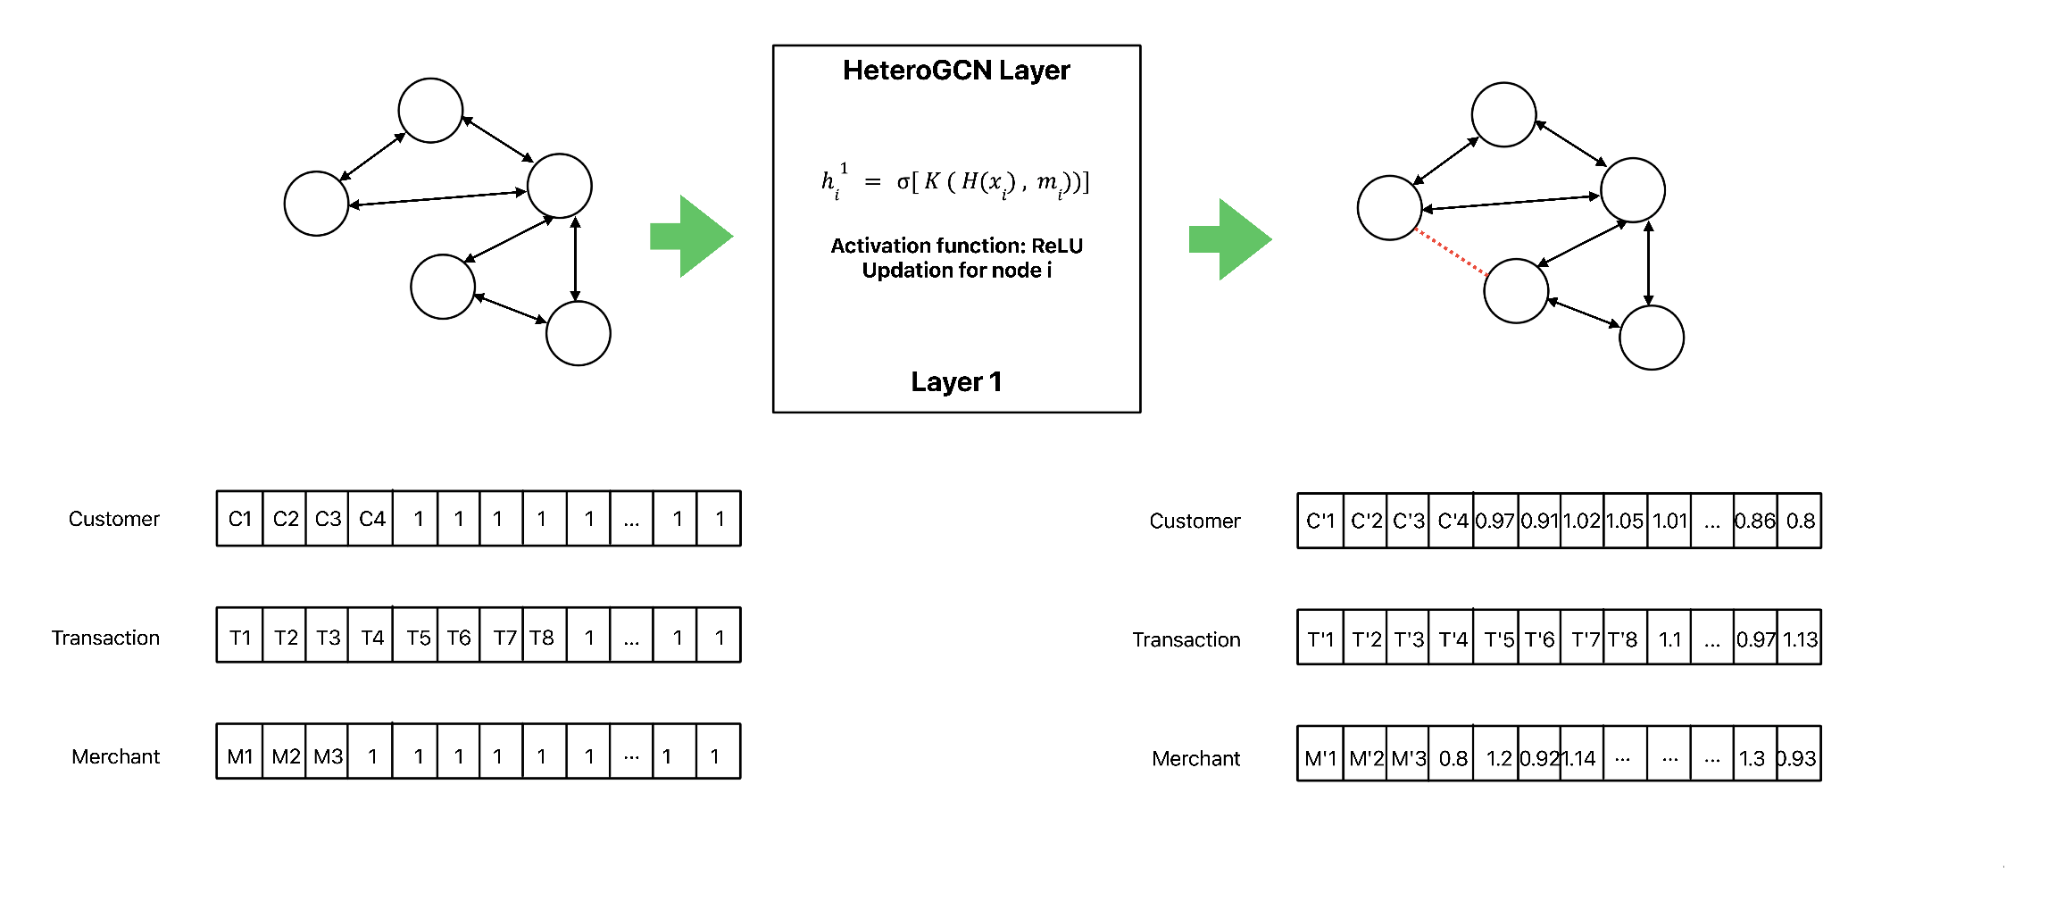 HeteroGCN Layer
h_i^1 = σ[ K ( H(x_i) , m_i))]
Activation function: ReLU
Updation for node i
Layer 1
Customer C1 C2 C3 C4 1 1 1 1 1 ... 1 1
Transaction T1 T2 T3 T4 T5 T6 T7 T8 1 ... 1 1
Merchant M1 M2 M3 1 1 1 1 1 1 ... 1 1
Customer C'1 C'2 C'3 C'4 0.97 0.91 1.02 1.05 1.01 ... 0.86 0.8
Transaction T'1 T'2 T'3 T'4 T'5 T'6 T'7 T'8 1.1 ... 0.97 1.13
Merchant M'1 M'2 M'3 0.8 1.2 0.92 1.14 ... ... ... 1.3 0.93